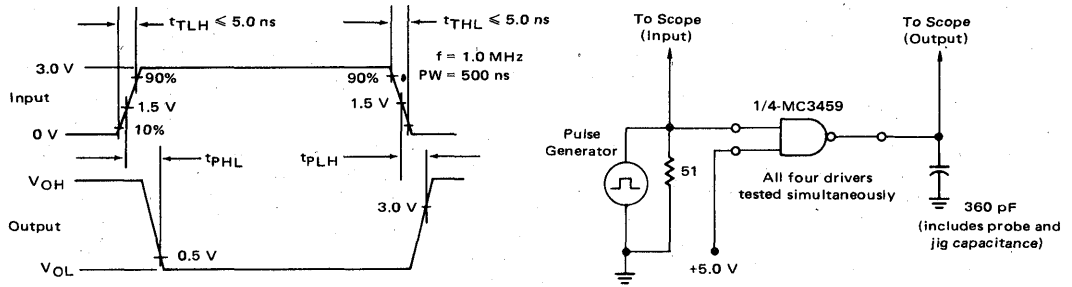 tTLH ≤ 5.0 ns
tTHL ≤ 5.0 ns
f = 1.0 MHz
PW = 500 ns
3.0 V
90%
90%
Input
1.5 V
1.5 V
0 V
10%
tPHL
tPLH
VOH
3.0 V
Output
0.5 V
VOL
To Scope
(Input)
To Scope
(Output)
1/4-MC3459
Pulse
Generator
51
All four drivers
tested simultaneously
360 pF
(includes probe and
jig capacitance)
+5.0 V